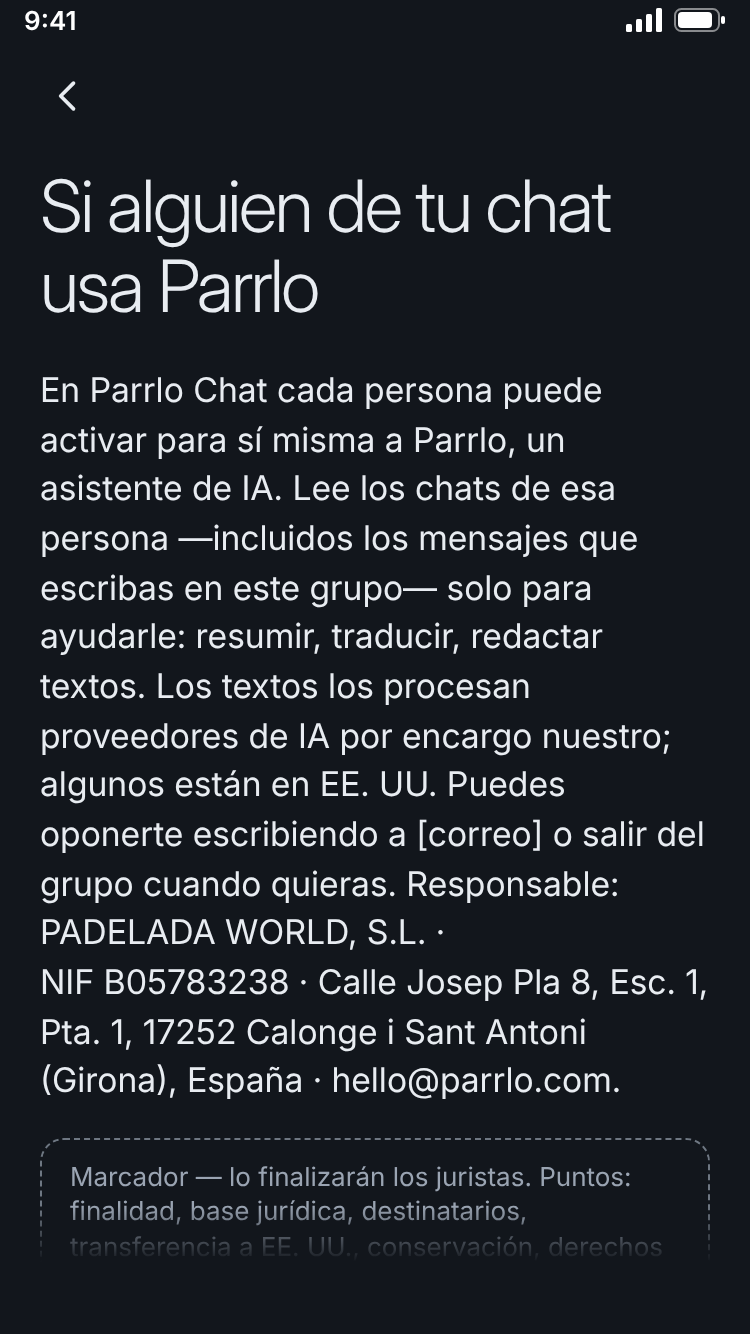 9:41
Si alguien de tu chat
usa Parrlo
En Parrlo Chat cada persona puede
activar para sí misma a Parrlo, un
asistente de IA. Lee los chats de esa
persona —incluidos los mensajes que
escribas en este grupo— solo para
ayudarle: resumir, traducir, redactar
textos. Los textos los procesan
proveedores de IA por encargo nuestro;
algunos están en EE. UU. Puedes
oponerte escribiendo a [correo] o salir del
grupo cuando quieras. Responsable:
PADELADA WORLD, S.L. ·
NIF B05783238 · Calle Josep Pla 8, Esc. 1,
Pta. 1, 17252 Calonge i Sant Antoni
(Girona), España · hello@parrlo.com.
Marcador — lo finalizarán los juristas. Puntos:
finalidad, base jurídica, destinatarios,
transferencia a EE. UU., conservación, derechos